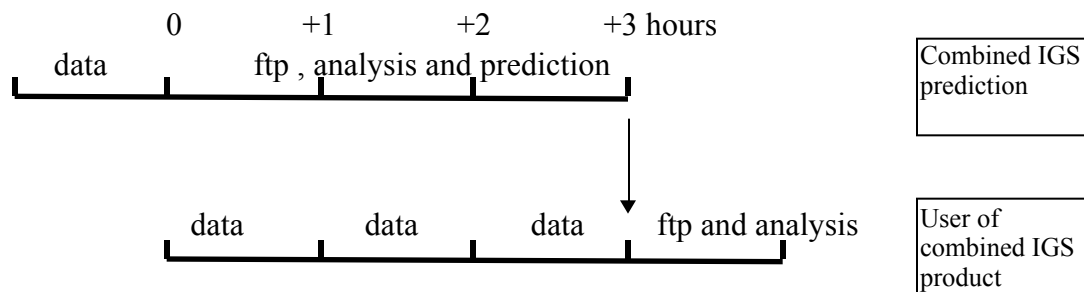 0 +1 +2 +3 hours
data ftp , analysis and prediction
Combined IGS
prediction
data data data ftp and analysis
User of
combined IGS
product